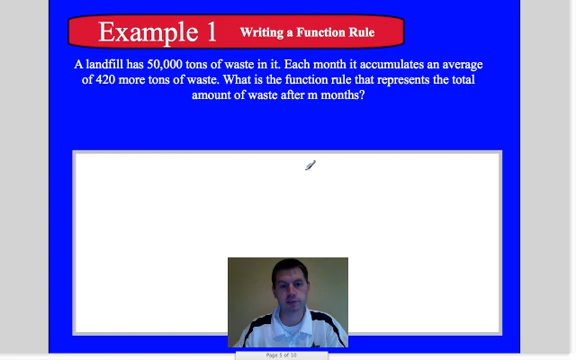 Example 1 Writing a Function Rule
A landfill has 50,000 tons of waste in it. Each month it accumulates an average
of 420 more tons of waste. What is the function rule that represents the total
amount of waste after m months?
Page 5 of 10